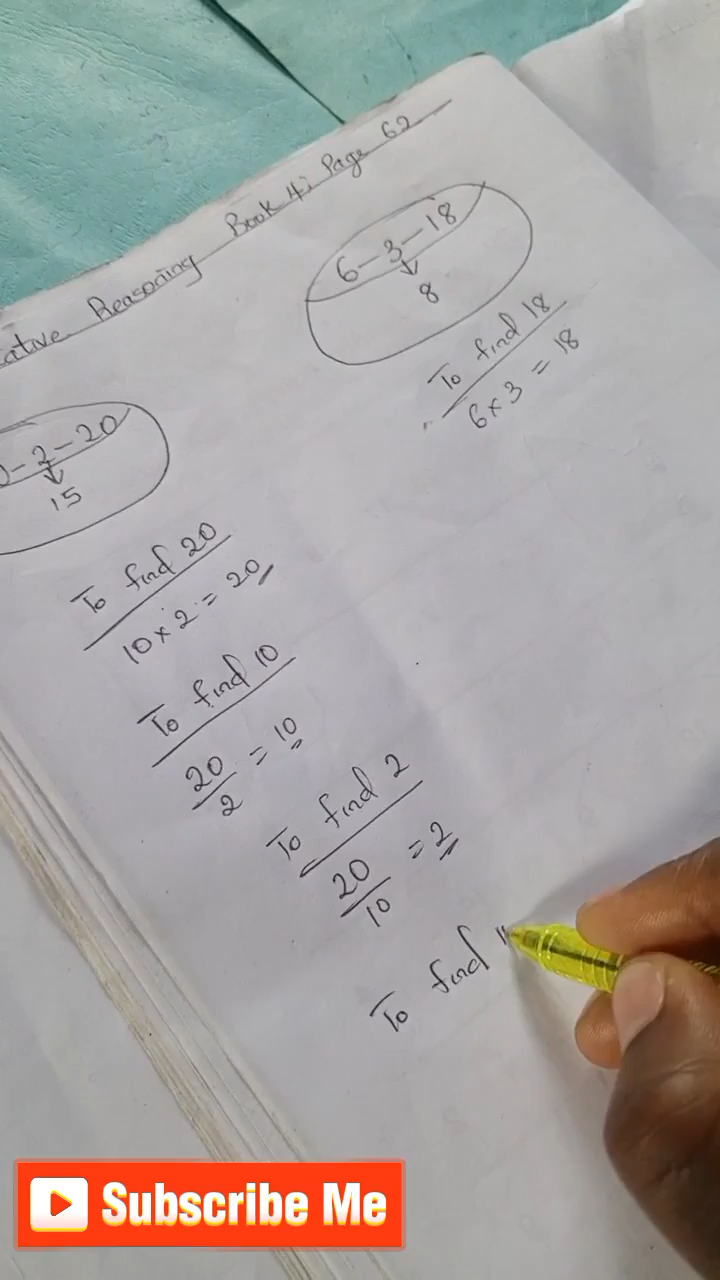 Reasoning Book 4; Page 62
6-3-18
8
To find 18
6×3 = 18
-2-20
15
To find 20
10×2 = 20
To find 10
20/2 = 10
To find 2
20/10 = 2
To find
Subscribe Me